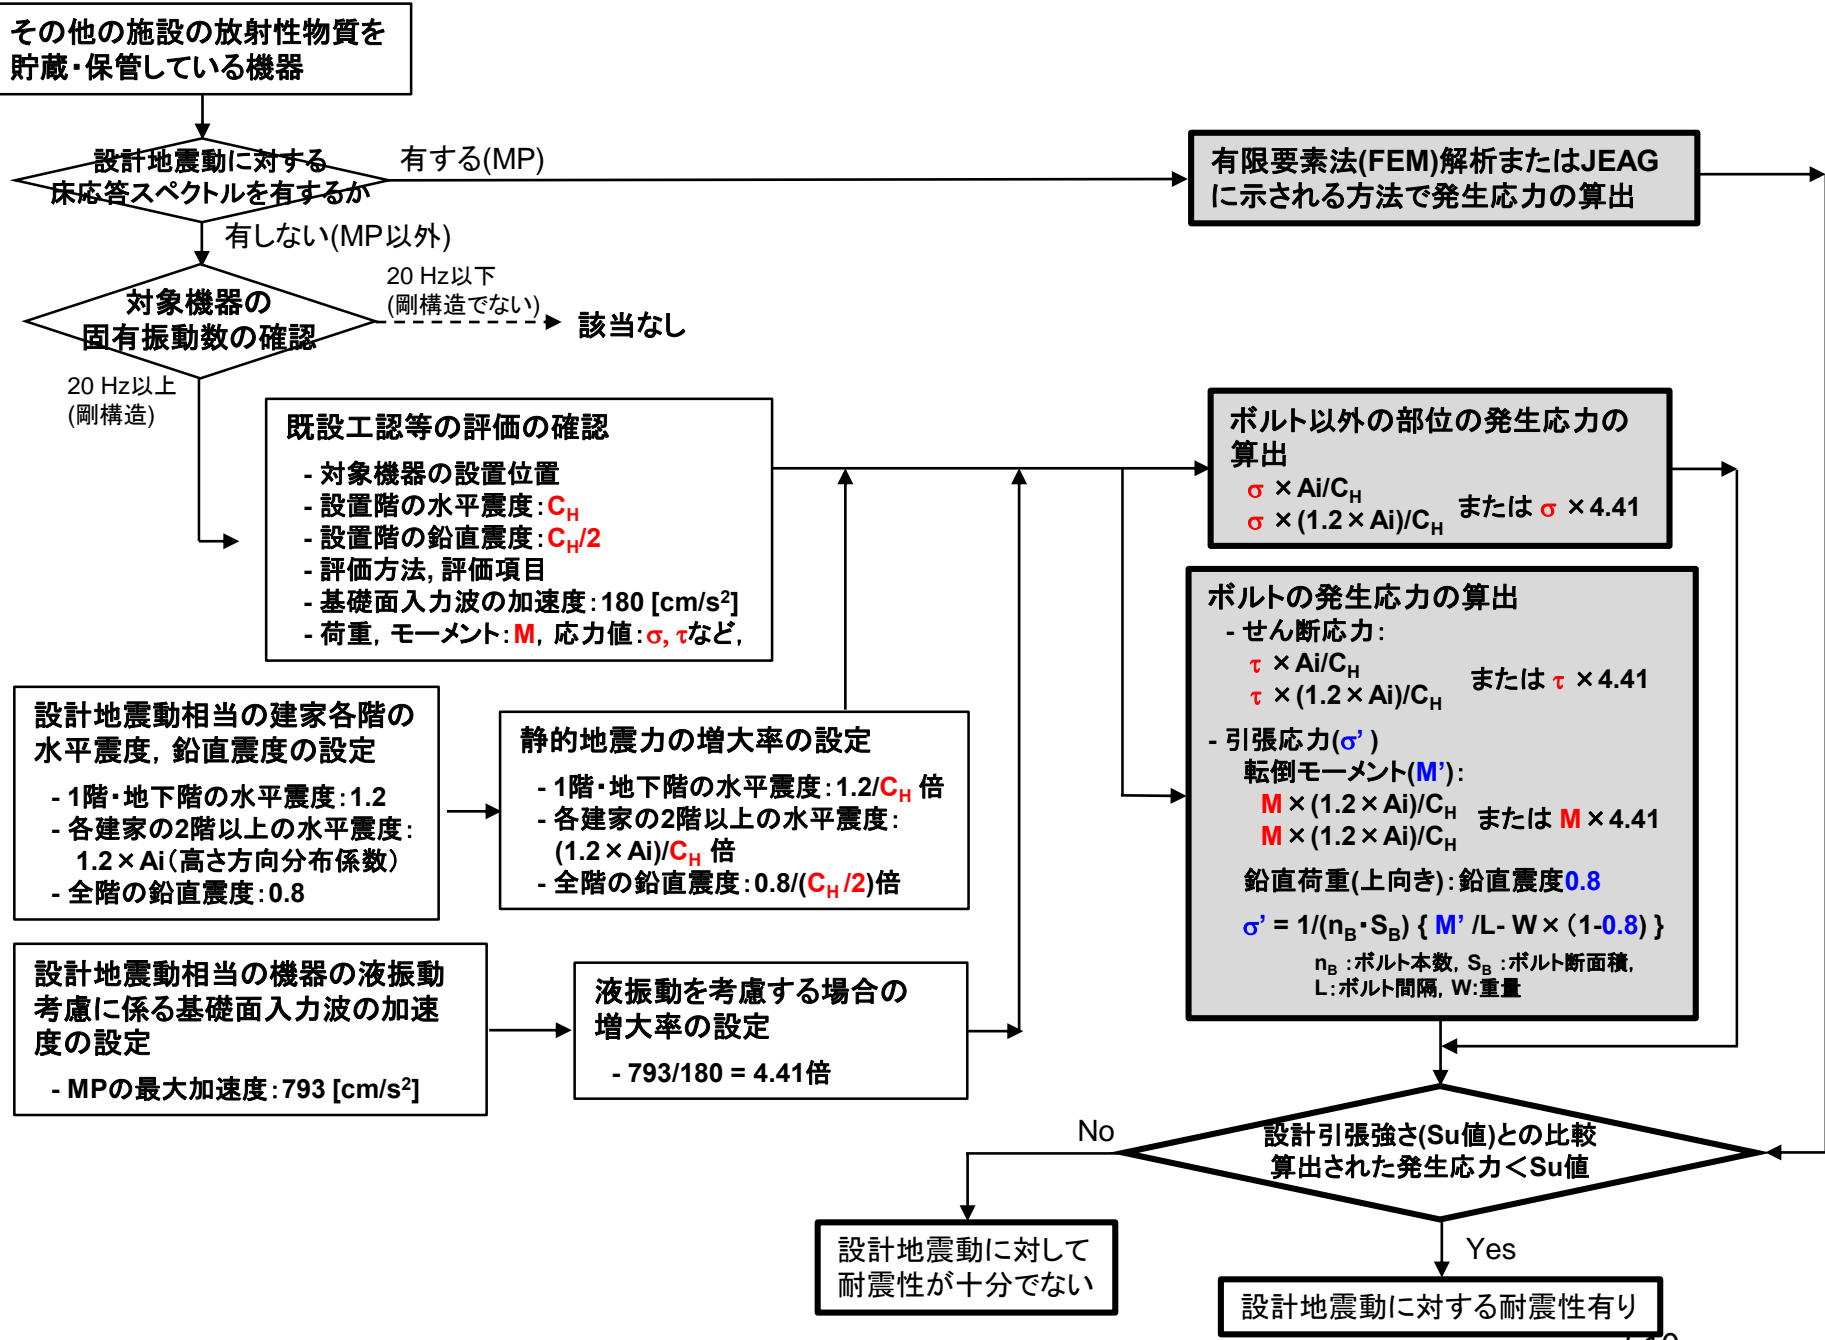 その他の施設の放射性物質を
貯蔵・保管している機器
設計地震動に対する
床応答スペクトルを有するか
有する(MP)
有限要素法(FEM)解析またはJEAG
に示される方法で発生応力の算出
有しない(MP以外)
対象機器の
固有振動数の確認
20 Hz以下
(剛構造でない)
該当なし
20 Hz以上
(剛構造)
既設工認等の評価の確認
- 対象機器の設置位置
- 設置階の水平震度：CH
- 設置階の鉛直震度：CH/2
- 評価方法, 評価項目
- 基礎面入力波の加速度：180 [cm/s2]
- 荷重, モーメント：M, 応力値：σ, τなど,
ボルト以外の部位の発生応力の
算出
σ ×Ai/CH
σ ×(1.2×Ai)/CH
または σ ×4.41
ボルトの発生応力の算出
- せん断応力：
τ ×Ai/CH
τ ×(1.2×Ai)/CH
または τ ×4.41
- 引張応力(σ’ )
転倒モーメント(M’)：
M×(1.2×Ai)/CH
M×(1.2×Ai)/CH
または M×4.41
鉛直荷重(上向き)：鉛直震度0.8
σ’ = 1/(nB・SB) { M’ /L- W×（1-0.8) }
nB ：ボルト本数, SB ：ボルト断面積,
L：ボルト間隔, W:重量
設計地震動相当の建家各階の
水平震度, 鉛直震度の設定
- 1階・地下階の水平震度：1.2
- 各建家の2階以上の水平震度：
1.2×Ai（高さ方向分布係数）
- 全階の鉛直震度：0.8
静的地震力の増大率の設定
- 1階・地下階の水平震度：1.2/CH 倍
- 各建家の2階以上の水平震度：
(1.2×Ai)/CH 倍
- 全階の鉛直震度：0.8/(CH /2)倍
設計地震動相当の機器の液振動
考慮に係る基礎面入力波の加速
度の設定
- MPの最大加速度：793 [cm/s2]
液振動を考慮する場合の
増大率の設定
- 793/180 = 4.41倍
設計引張強さ(Su値)との比較
算出された発生応力＜Su値
No
設計地震動に対して
耐震性が十分でない
Yes
設計地震動に対する耐震性有り